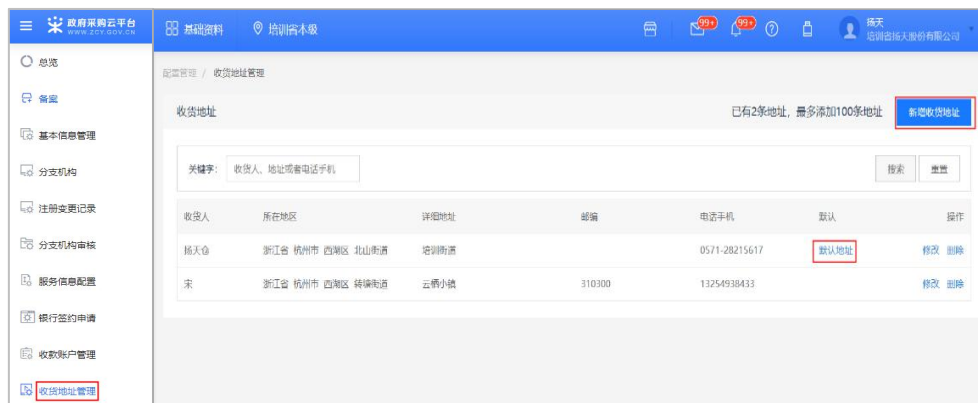 政府采购云平台
WWW.ZCY.GOV.CN
基础资料
培训省本级
99+
99+
扬天
培训省扬天股份有限公司
总览
备案
基本信息管理
分支机构
注册变更记录
分支机构审核
服务信息配置
银行签约申请
收款账户管理
收货地址管理
配置管理 / 收货地址管理
收货地址
已有2条地址，最多添加100条地址
新增收货地址
关键字：
收货人、地址或者电话手机
搜索
重置
收货人 所在地区 详细地址 邮编 电话手机 默认 操作
扬天仓 浙江省 杭州市 西湖区 北山街道 培训街道 0571-28215617 默认地址 修改 删除
宋 浙江省 杭州市 西湖区 转塘街道 云栖小镇 310300 13254938433 修改 删除